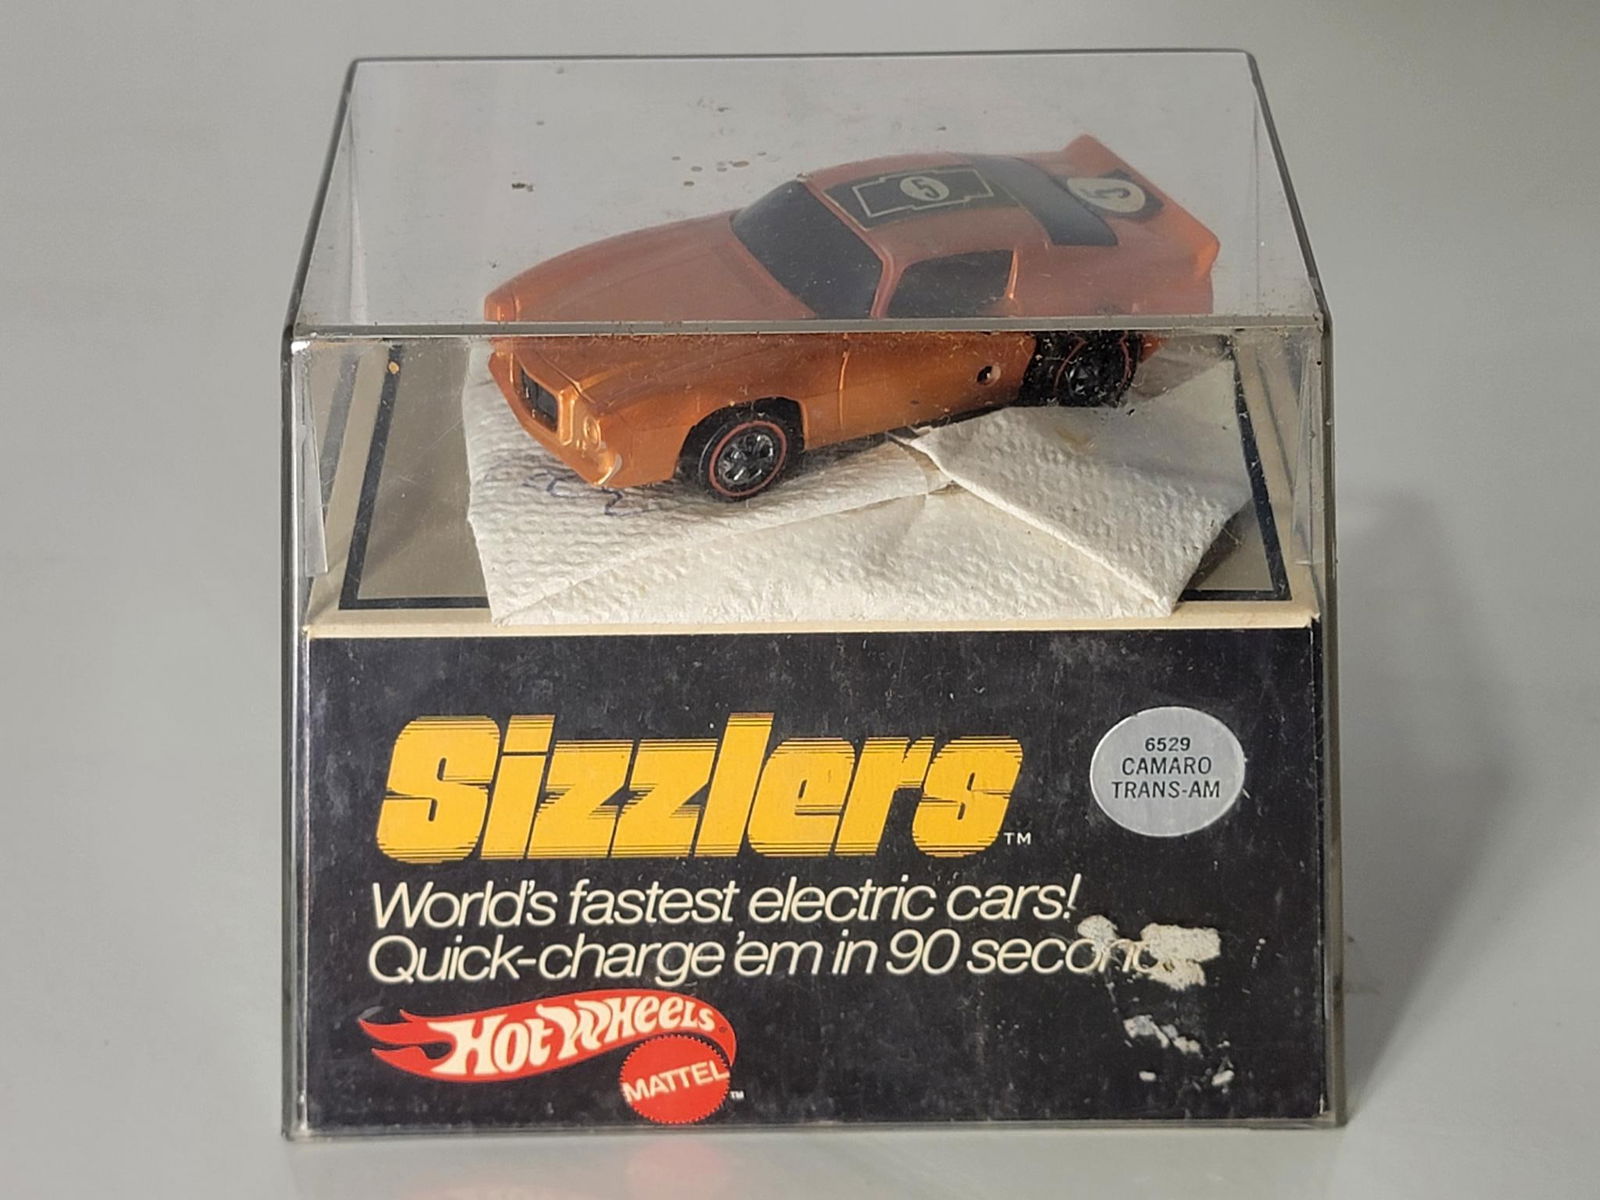 5
5
Sizzlers™
6529
CAMARO
TRANS-AM
World's fastest electric cars!
Quick-charge 'em in 90 secon
HOT WHEELS
MATTEL™